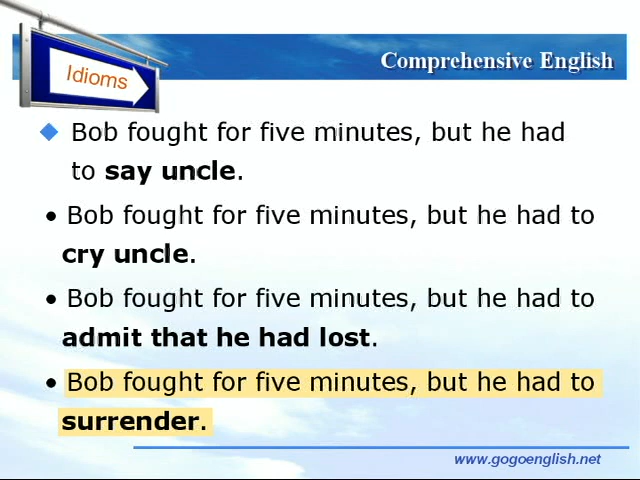 Comprehensive English
Idioms
Bob fought for five minutes, but he had
to say uncle.
• Bob fought for five minutes, but he had to
cry uncle.
• Bob fought for five minutes, but he had to
admit that he had lost.
• Bob fought for five minutes, but he had to
surrender.
www.gogoenglish.net